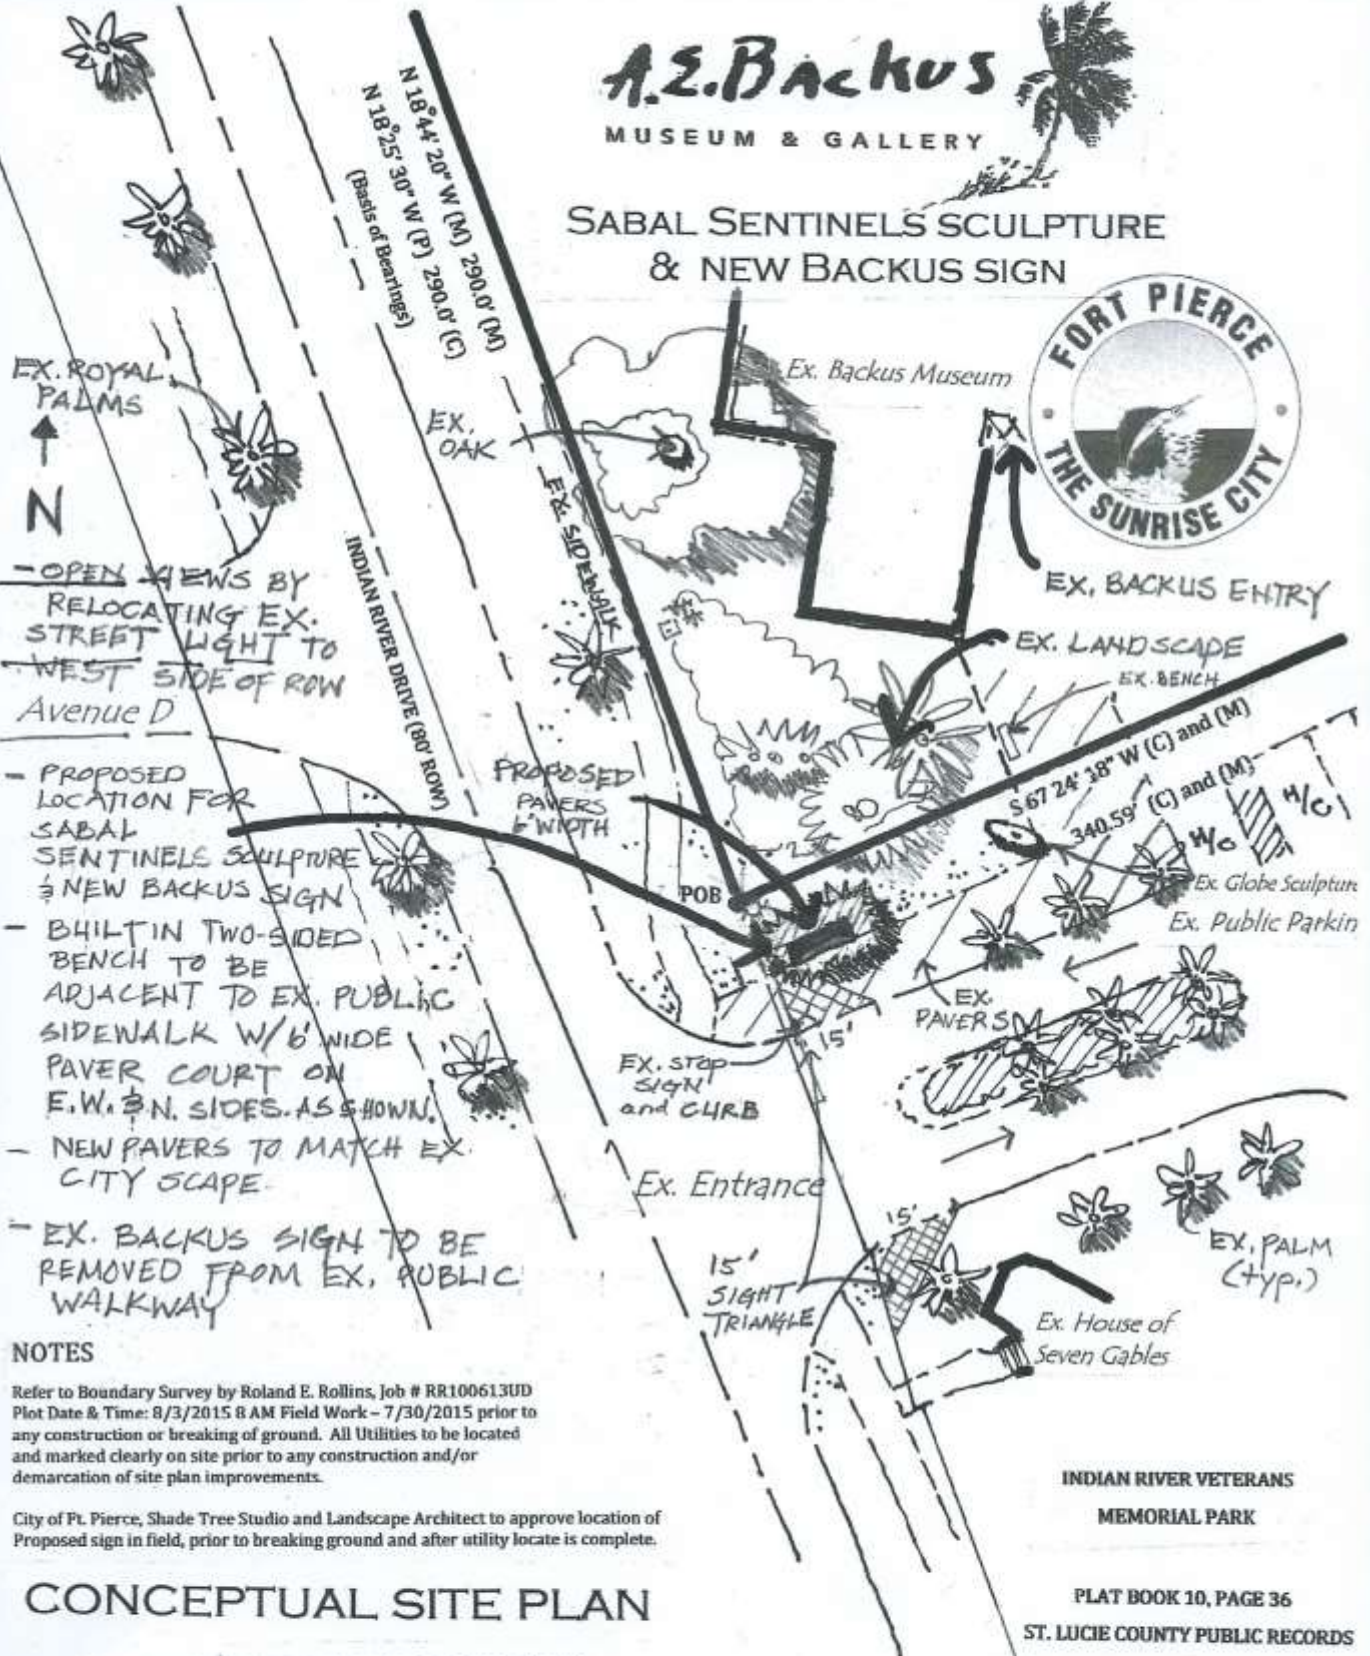 A.E. Backus
MUSEUM & GALLERY
SABAL SENTINELS SCULPTURE
& NEW BACKUS SIGN
FORT PIERCE
THE SUNRISE CITY
N 18°44' 20" W (M) 290.0' (M)
N 18°25' 30" W (P) 290.0' (C)
(Basis of Bearings)
Ex. Backus Museum
EX. ROYAL
PALMS
N
EX.
OAK
EX. SIDEWALK
INDIAN RIVER DRIVE (80' ROW)
EX. BACKUS ENTRY
EX. LANDSCAPE
EX. BENCH
- OPEN VIEWS BY
RELOCATING EX.
STREET LIGHT TO
WEST SIDE OF ROW
Avenue D
- PROPOSED
LOCATION FOR
SABAL
SENTINELS SCULPTURE
& NEW BACKUS SIGN
PROPOSED
PAVERS
6' WIDTH
S 67 24' 18" W (C) and (M)
340.59' (C) and (M)
H/C
H/C
POB
Ex. Globe Sculpture
Ex. Public Parkin
- BUILT IN TWO-SIDED
BENCH TO BE
ADJACENT TO EX. PUBLIC
SIDEWALK W/ 6' WIDE
PAVER COURT ON
E.W. & N. SIDES. AS SHOWN.
- NEW PAVERS TO MATCH EX.
CITY SCAPE.
- EX. BACKUS SIGN TO BE
REMOVED FROM EX. PUBLIC
WALKWAY
EX.
PAVERS
15'
EX. STOP
SIGN
and CURB
Ex. Entrance
15'
15'
SIGHT
TRIANGLE
EX. PALM
(typ.)
Ex. House of
Seven Gables
NOTES
Refer to Boundary Survey by Roland E. Rollins, Job # RR100613UD
Plot Date & Time: 8/3/2015 8 AM Field Work – 7/30/2015 prior to
any construction or breaking of ground. All Utilities to be located
and marked clearly on site prior to any construction and/or
demarcation of site plan improvements.
City of Ft. Pierce, Shade Tree Studio and Landscape Architect to approve location of
Proposed sign in field, prior to breaking ground and after utility locate is complete.
CONCEPTUAL SITE PLAN
INDIAN RIVER VETERANS
MEMORIAL PARK
PLAT BOOK 10, PAGE 36
ST. LUCIE COUNTY PUBLIC RECORDS